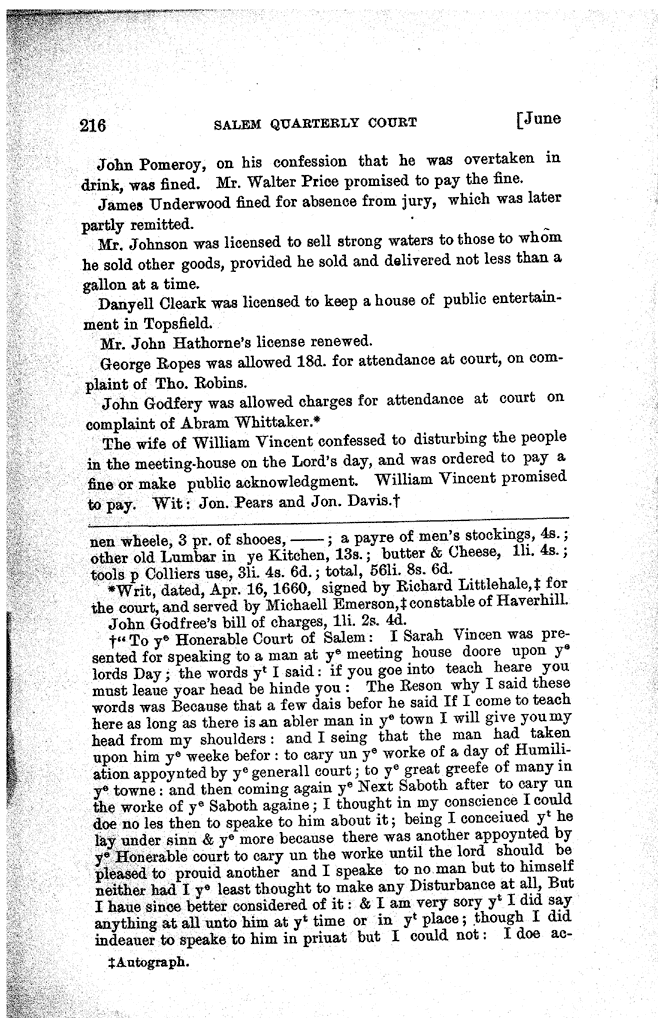 216 SALEM QUARTERLY COURT [June
John Pomeroy, on his confession that he was overtaken in
drink, was fined. Mr. Walter Price promised to pay the fine.
James Underwood fined for absence from jury, which was later
partly remitted.
Mr. Johnson was licensed to sell strong waters to those to whom
he sold other goods, provided he sold and delivered not less than a
gallon at a time.
Danyell Cleark was licensed to keep a house of public entertain-
ment in Topsfield.
Mr. John Hathorne's license renewed.
George Ropes was allowed 18d. for attendance at court, on com-
plaint of Tho. Robins.
John Godfery was allowed charges for attendance at court on
complaint of Abram Whittaker.*
The wife of William Vincent confessed to disturbing the people
in the meeting-house on the Lord's day, and was ordered to pay a
fine or make public acknowledgment. William Vincent promised
to pay. Wit: Jon. Pears and Jon. Davis.†
nen wheele, 3 pr. of shooes, ——; a payre of men's stockings, 4s.;
other old Lumbar in ye Kitchen, 13s.; butter & Cheese, 1li. 4s.;
tools p Colliers use, 3li. 4s. 6d.; total, 56li. 8s. 6d.
*Writ, dated, Apr. 16, 1660, signed by Richard Littlehale,‡ for
the court, and served by Michaell Emerson,‡ constable of Haverhill.
John Godfree's bill of charges, 1li. 2s. 4d.
†"To yᵉ Honerable Court of Salem: I Sarah Vincen was pre-
sented for speaking to a man at yᵉ meeting house doore upon yᵉ
lords Day; the words yᵗ I said: if you goe into teach heare you
must leaue yoar head be hinde you: The Reson why I said these
words was Because that a few dais befor he said If I come to teach
here as long as there is an abler man in yᵉ town I will give you my
head from my shoulders: and I seing that the man had taken
upon him yᵉ weeke befor: to cary un yᵉ worke of a day of Humili-
ation appoynted by yᵉ generall court; to yᵉ great greefe of many in
yᵉ towne: and then coming again yᵉ Next Saboth after to cary un
the worke of yᵉ Saboth againe; I thought in my conscience I could
doe no les then to speake to him about it; being I conceiued yᵗ he
lay under sinn & yᵉ more because there was another appoynted by
yᵉ Honerable court to cary un the worke until the lord should be
pleased to prouid another and I speake to no man but to himself
neither had I yᵉ least thought to make any Disturbance at all, But
I haue since better considered of it: & I am very sory yᵗ I did say
anything at all unto him at yᵗ time or in yᵗ place; though I did
indeauer to speake to him in priuat but I could not: I doe ac-
‡Autograph.